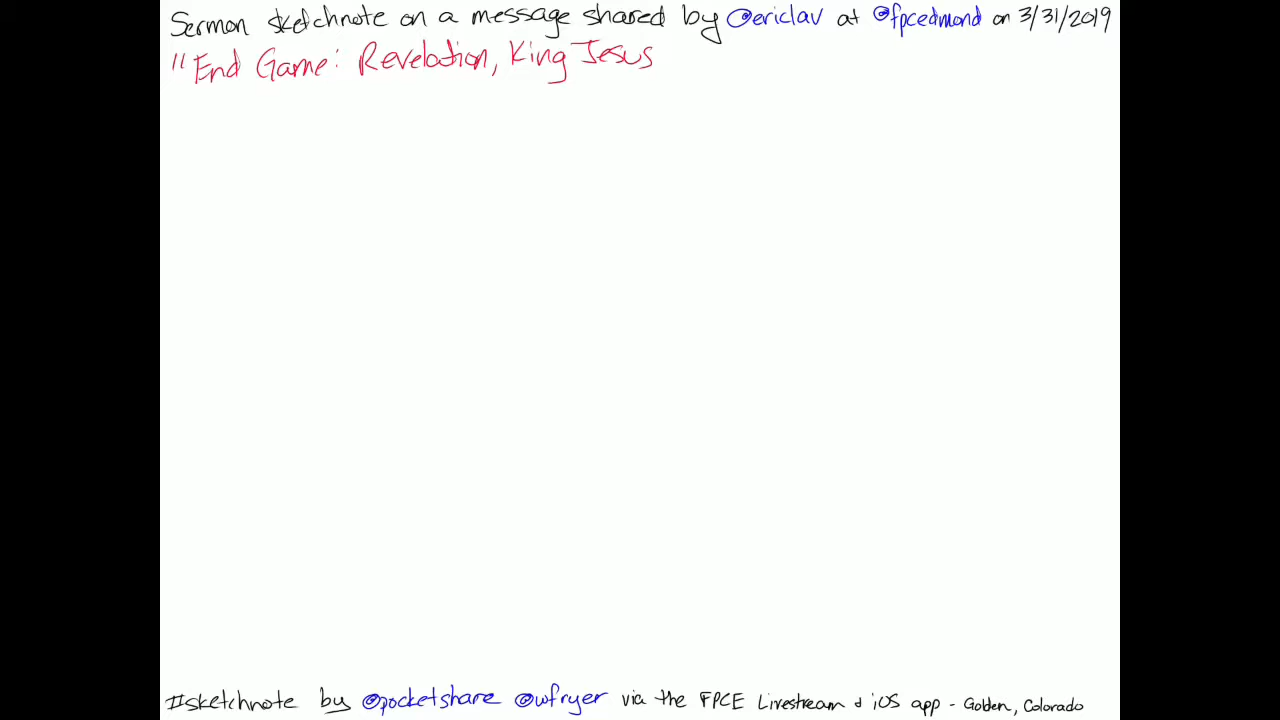 Sermon sketchnote on a message shared by @ericlav at @fpcedmond on 3/31/2019
"End Game: Revelation, King Jesus
#sketchnote by @pocketshare @wfryer via the FPCE Livestream & iOS app - Golden, Colorado